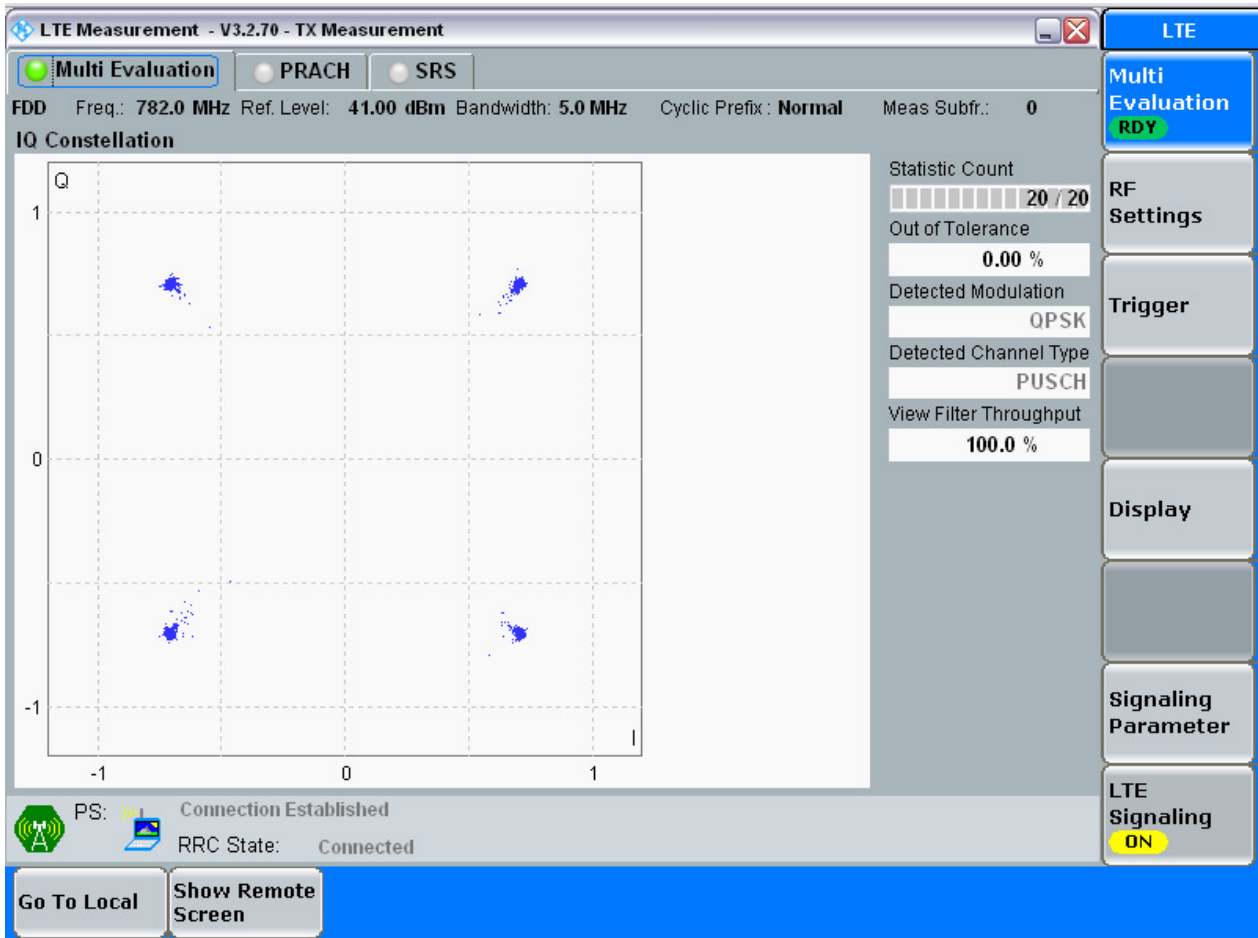 LTE Measurement - V3.2.70 - TX Measurement
LTE
Multi Evaluation PRACH SRS
Multi
Evaluation
RDY
FDD Freq.: 782.0 MHz Ref. Level: 41.00 dBm Bandwidth: 5.0 MHz Cyclic Prefix : Normal Meas Subfr.: 0
IQ Constellation
Q
1
0
-1
I
-1 0 1
Statistic Count
20 / 20
Out of Tolerance
0.00 %
Detected Modulation
QPSK
Detected Channel Type
PUSCH
View Filter Throughput
100.0 %
RF
Settings
Trigger
Display
Signaling
Parameter
LTE
Signaling
ON
PS: Connection Established
RRC State: Connected
Go To Local
Show Remote
Screen